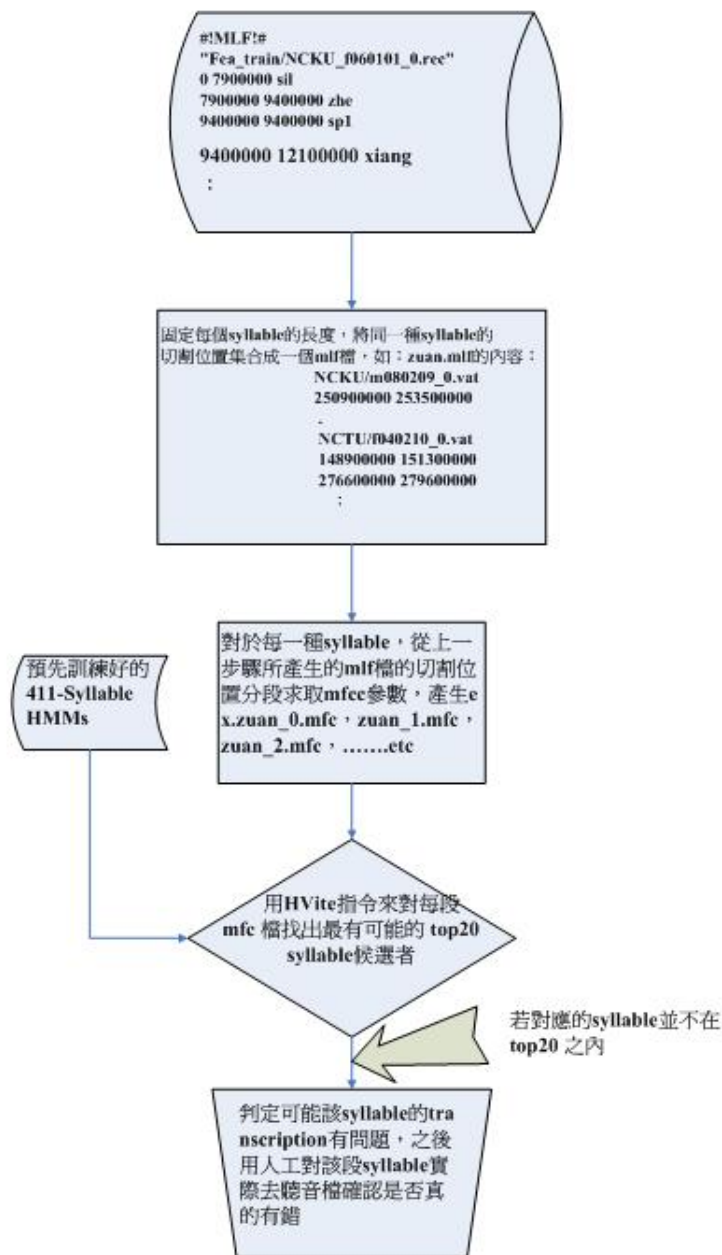 #!MLF!#
"Fea_train/NCKU_f060101_0.rec"
0 7900000 sil
7900000 9400000 zhe
9400000 9400000 sp1
9400000 12100000 xiang
：
固定每個syllable的長度，將同一種syllable的
切割位置集合成一個mlf檔，如：zuan.mlf的內容：
NCKU/m080209_0.vat
250900000 253500000
.
NCTU/f040210_0.vat
148900000 151300000
276600000 279600000
：
對於每一種syllable，從上一
步驟所產生的mlf檔的切割位
置分段求取mfcc參數，產生e
x.zuan_0.mfc，zuan_1.mfc，
zuan_2.mfc，…….etc
預先訓練好的
411-Syllable
HMMs
用HVite指令來對每段
mfc 檔找出最有可能的 top20
syllable候選者
若對應的syllable並不在
top20 之內
判定可能該syllable的tra
nscription有問題，之後
用人工對該段syllable實
際去聽音檔確認是否真
的有錯